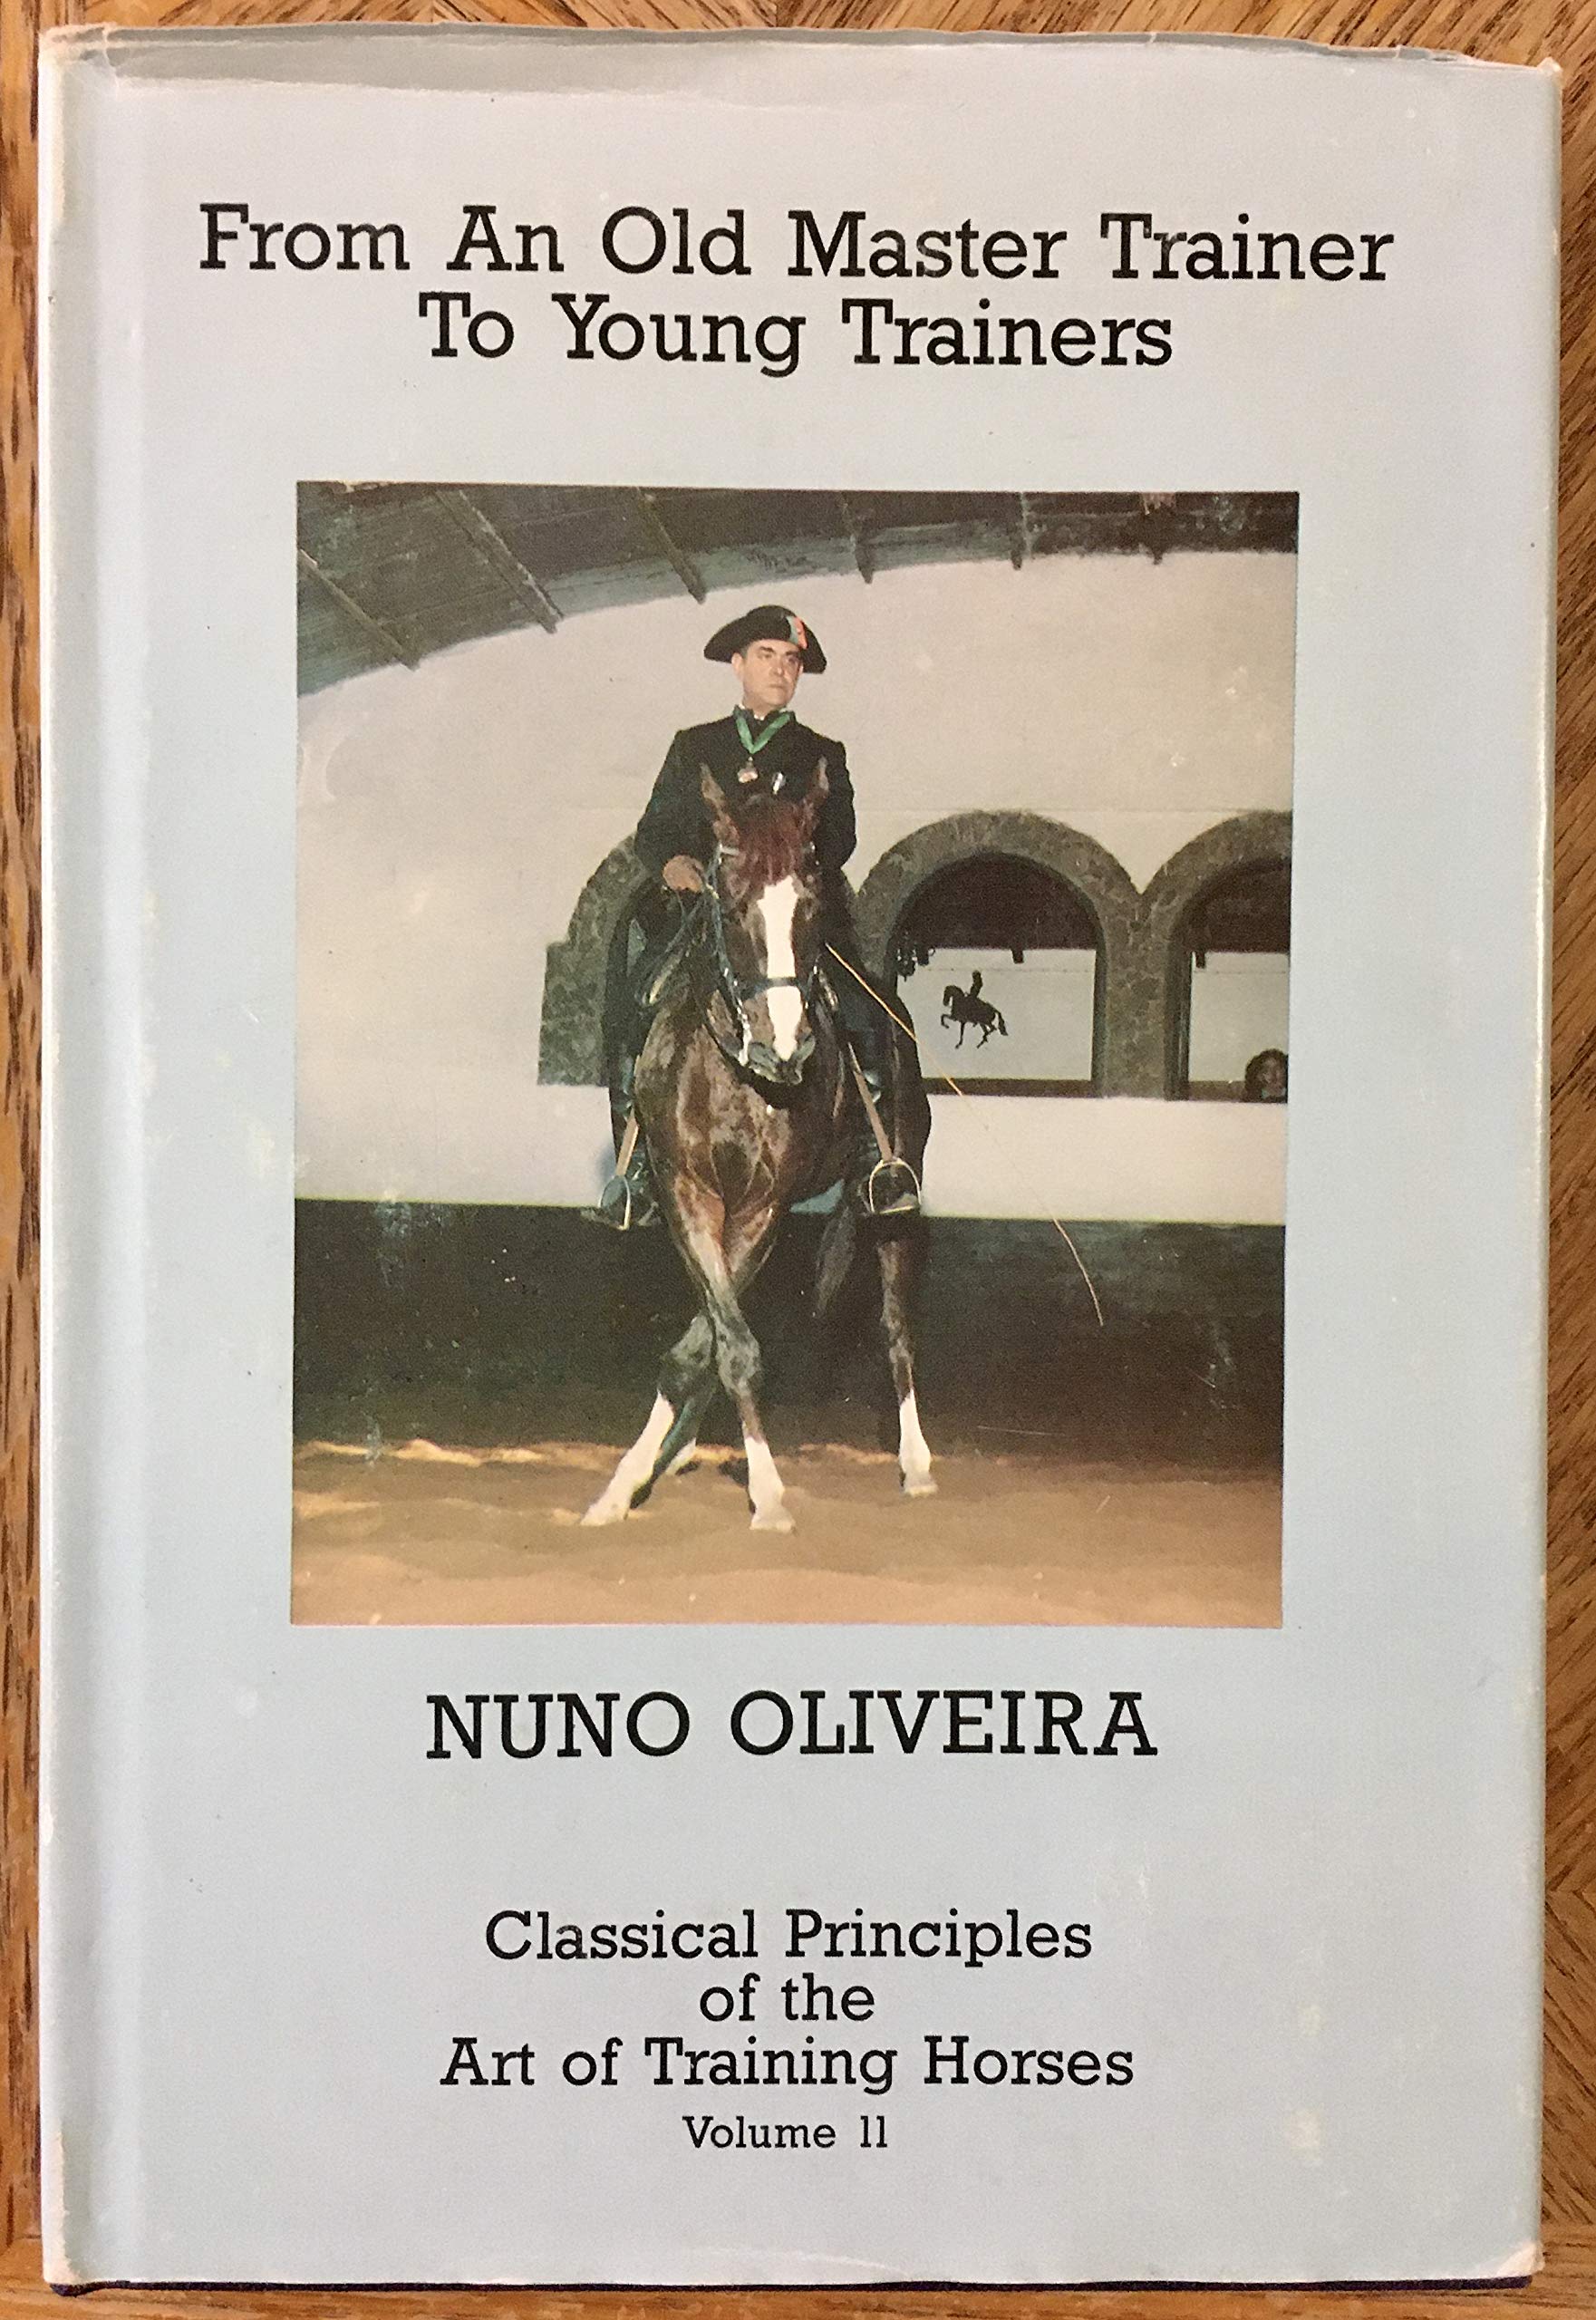 From An Old Master Trainer
To Young Trainers
NUNO OLIVEIRA
Classical Principles
of the
Art of Training Horses
Volume 11